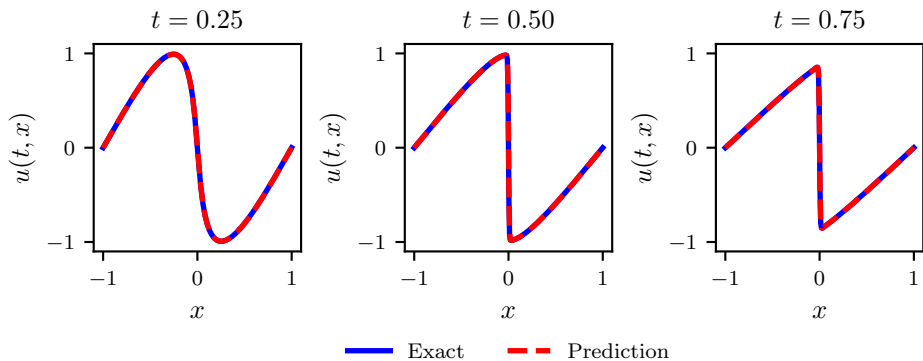 t = 0.25 t = 0.50 t = 0.75
1 1 1
u(t, x) 0 u(t, x) 0 u(t, x) 0
−1 −1 −1
−1 0 1 −1 0 1 −1 0 1
x x x
Exact Prediction